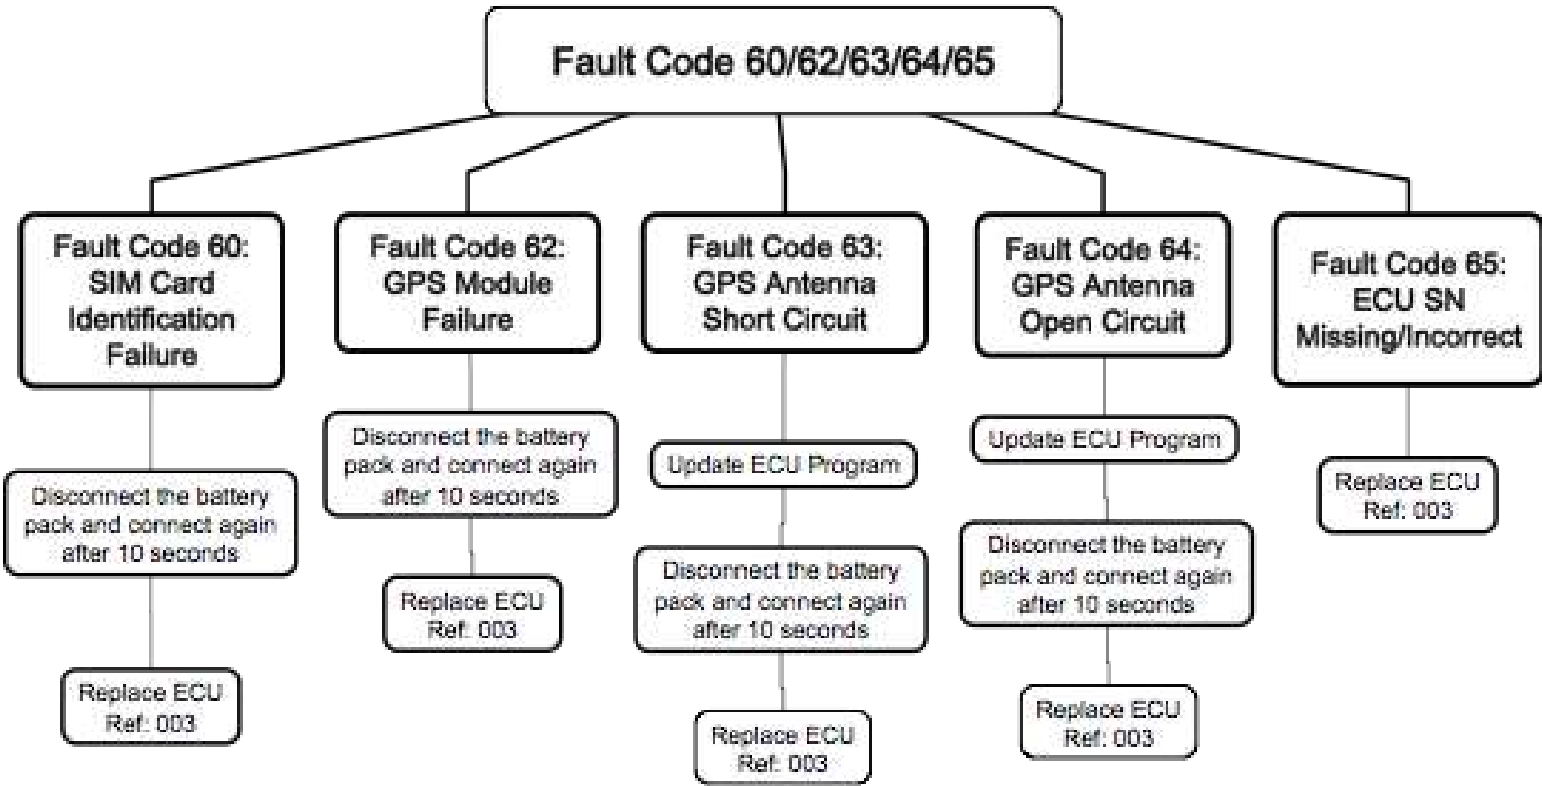 Fault Code 60/62/63/64/65
Fault Code 60:
SIM Card
Identification
Failure
Disconnect the battery
pack and connect again
after 10 seconds
Replace ECU
Ref: 003
Fault Code 62:
GPS Module
Failure
Disconnect the battery
pack and connect again
after 10 seconds
Replace ECU
Ref: 003
Fault Code 63:
GPS Antenna
Short Circuit
Update ECU Program
Disconnect the battery
pack and connect again
after 10 seconds
Replace ECU
Ref: 003
Fault Code 64:
GPS Antenna
Open Circuit
Update ECU Program
Disconnect the battery
pack and connect again
after 10 seconds
Replace ECU
Ref: 003
Fault Code 65:
ECU SN
Missing/Incorrect
Replace ECU
Ref: 003